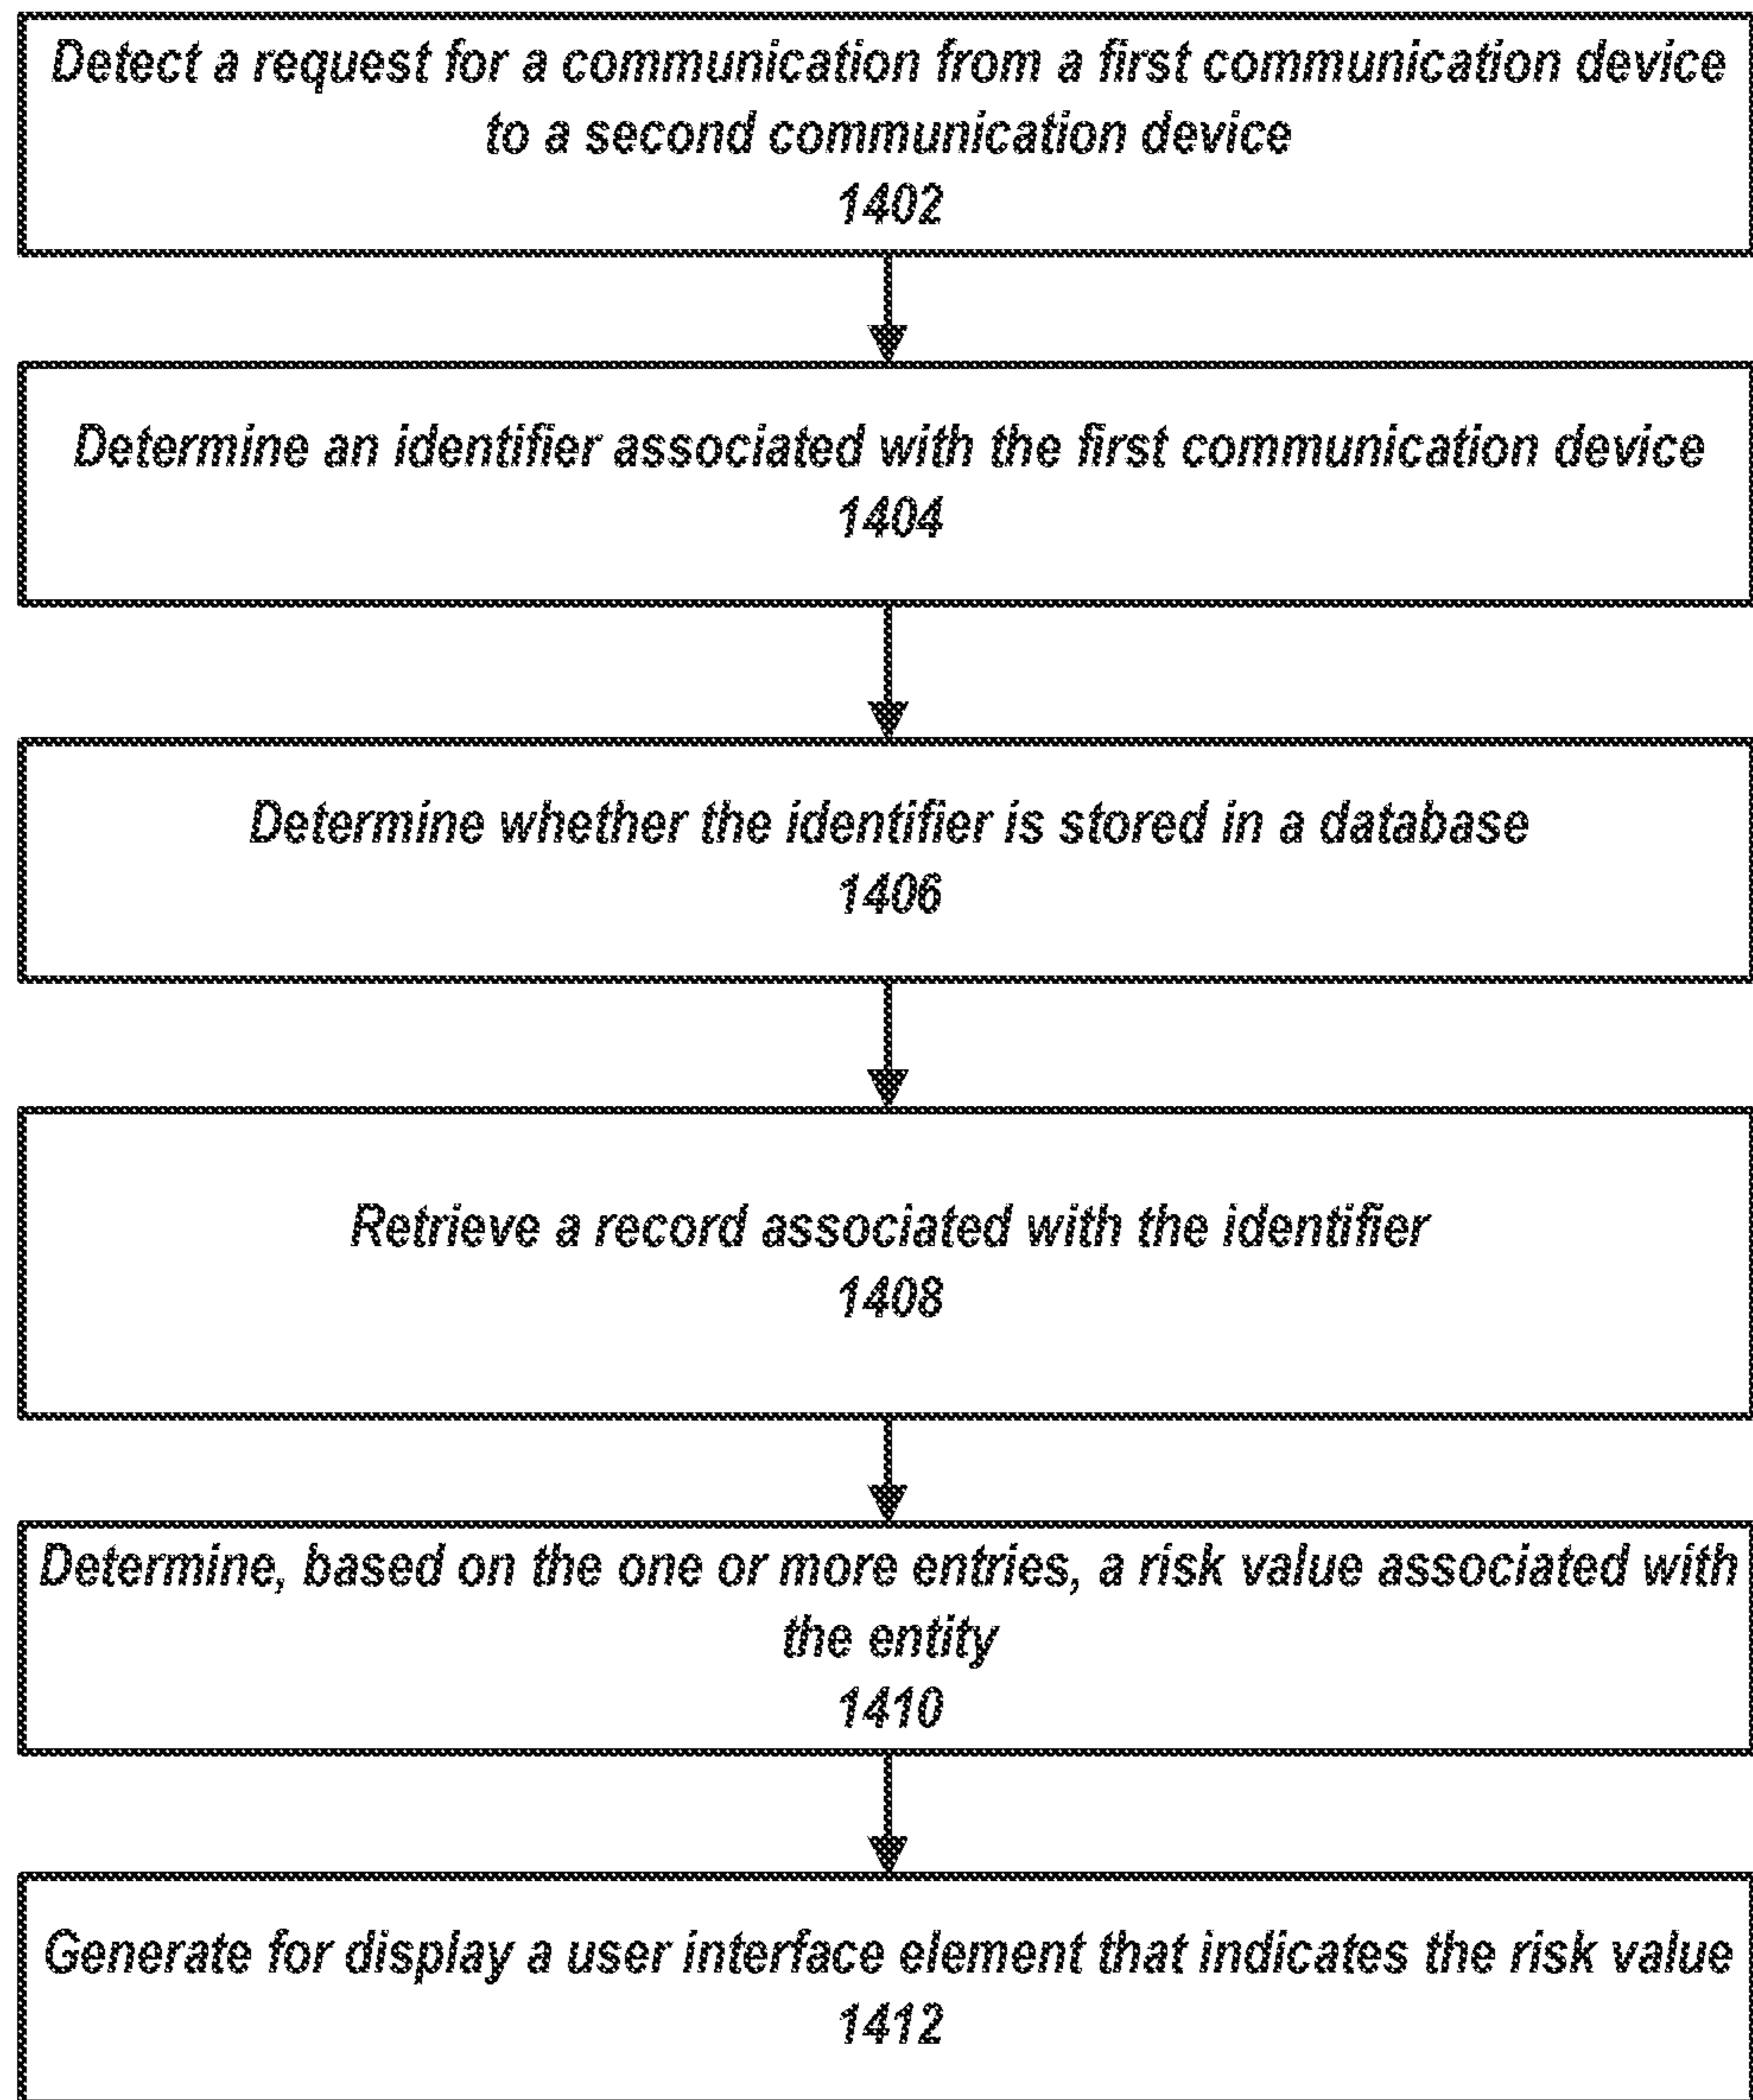 Detect a request for a communication from a first communication device
to a second communication device
1402
Determine an identifier associated with the first communication device
1404
Determine whether the identifier is stored in a database
1406
Retrieve a record associated with the identifier
1408
Determine, based on the one or more entries, a risk value associated with
the entity
1410
Generate for display a user interface element that indicates the risk value
1412